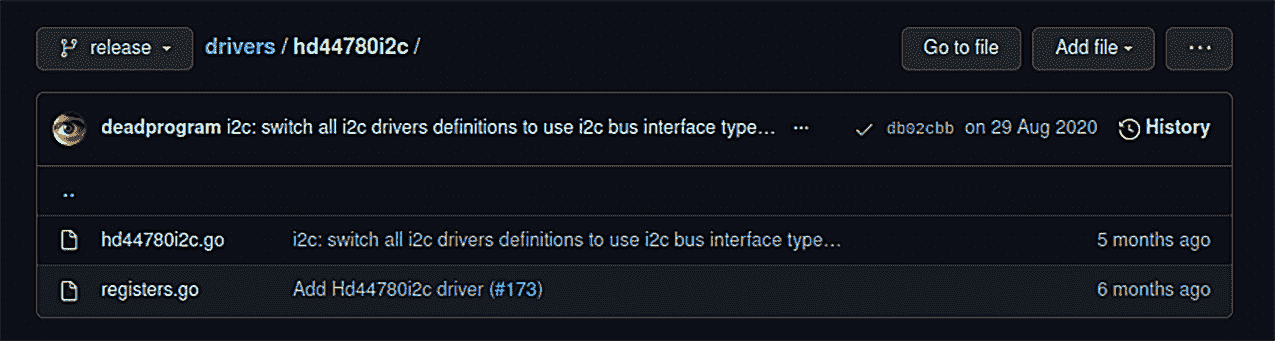 release drivers / hd44780i2c / Go to file Add file ...
deadprogram i2c: switch all i2c drivers definitions to use i2c bus interface type… ... db02cbb on 29 Aug 2020 History
..
hd44780i2c.go i2c: switch all i2c drivers definitions to use i2c bus interface type… 5 months ago
registers.go Add Hd44780i2c driver (#173) 6 months ago